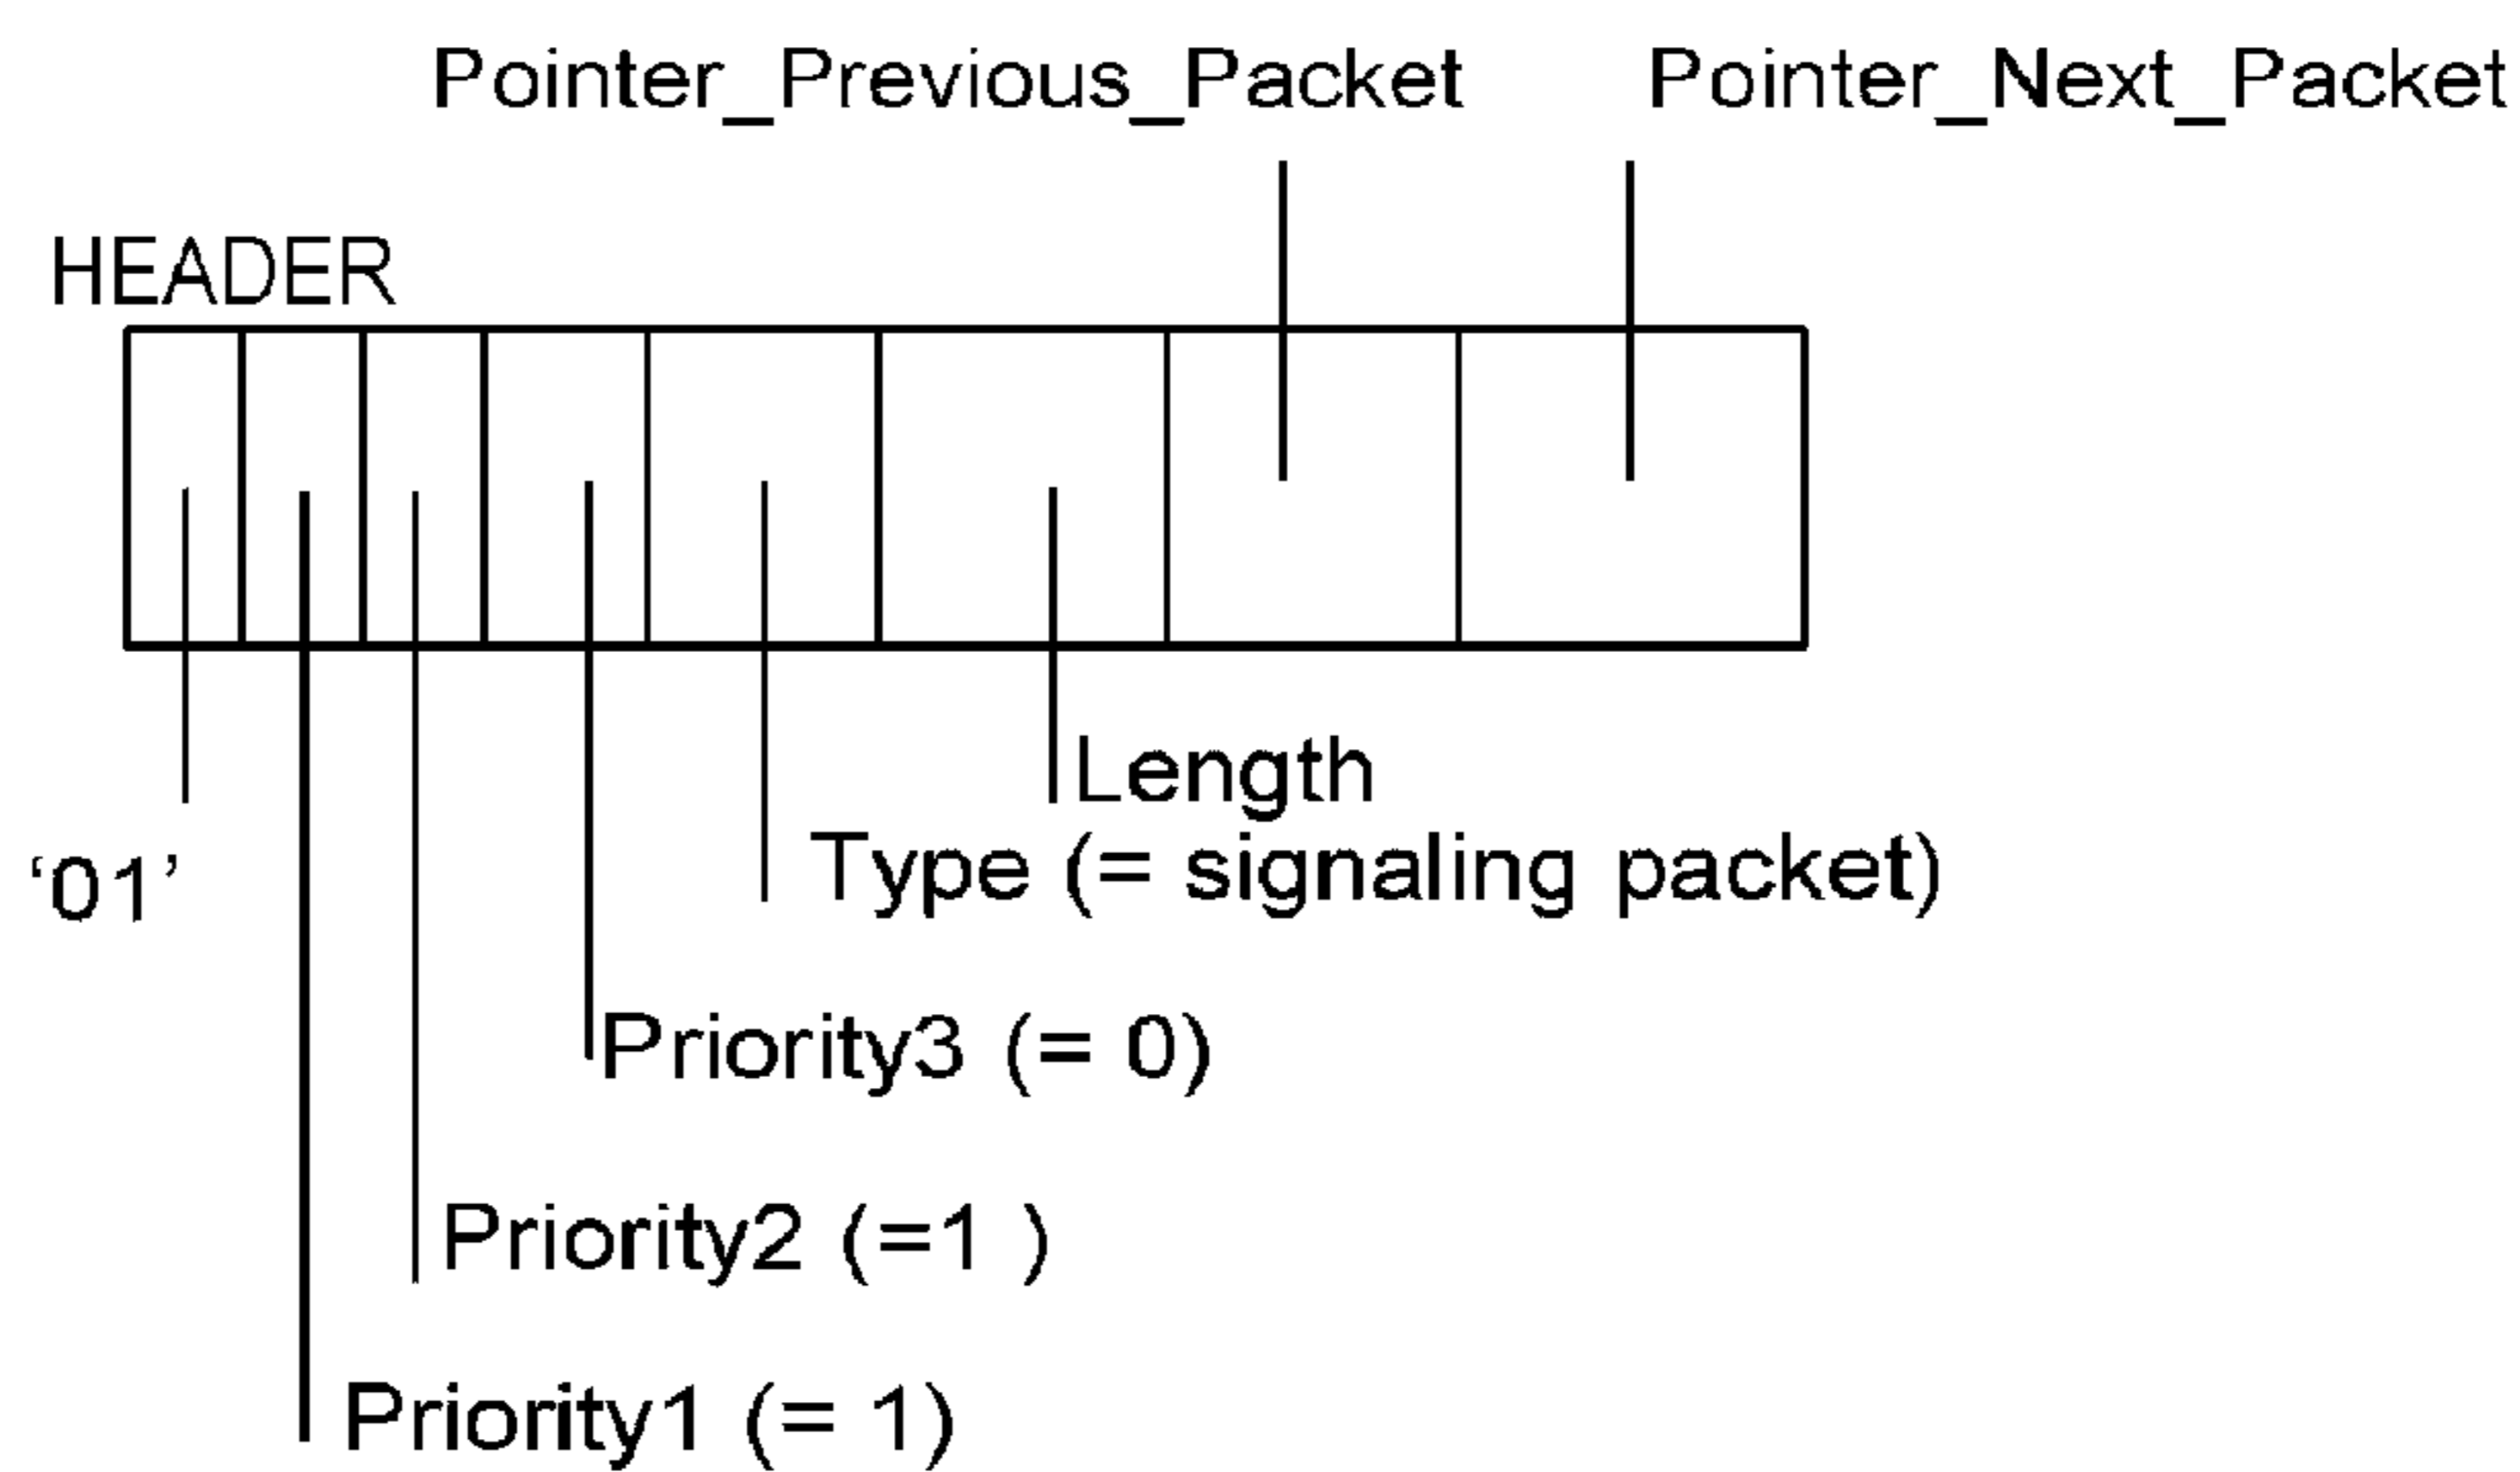 Pointer_Previous_Packet Pointer_Next_Packet
HEADER
Length
Type (= signaling packet)
‘01’
Priority3 (= 0)
Priority2 (=1 )
Priority1 (= 1)